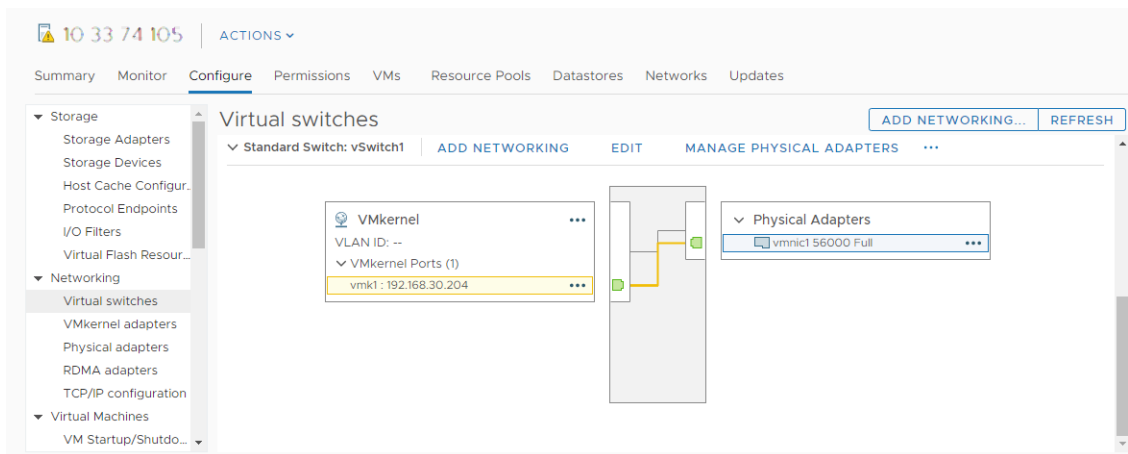 10 33 74 105 ACTIONS
Summary Monitor Configure Permissions VMs Resource Pools Datastores Networks Updates
Storage
Storage Adapters
Storage Devices
Host Cache Configur..
Protocol Endpoints
I/O Filters
Virtual Flash Resour...
Networking
Virtual switches
VMkernel adapters
Physical adapters
RDMA adapters
TCP/IP configuration
Virtual Machines
VM Startup/Shutdo...
Virtual switches
ADD NETWORKING... REFRESH
Standard Switch: vSwitch1 ADD NETWORKING EDIT MANAGE PHYSICAL ADAPTERS ...
VMkernel ...
VLAN ID: --
VMkernel Ports (1)
vmk1 : 192.168.30.204 ...
Physical Adapters
vmnic1 56000 Full ...